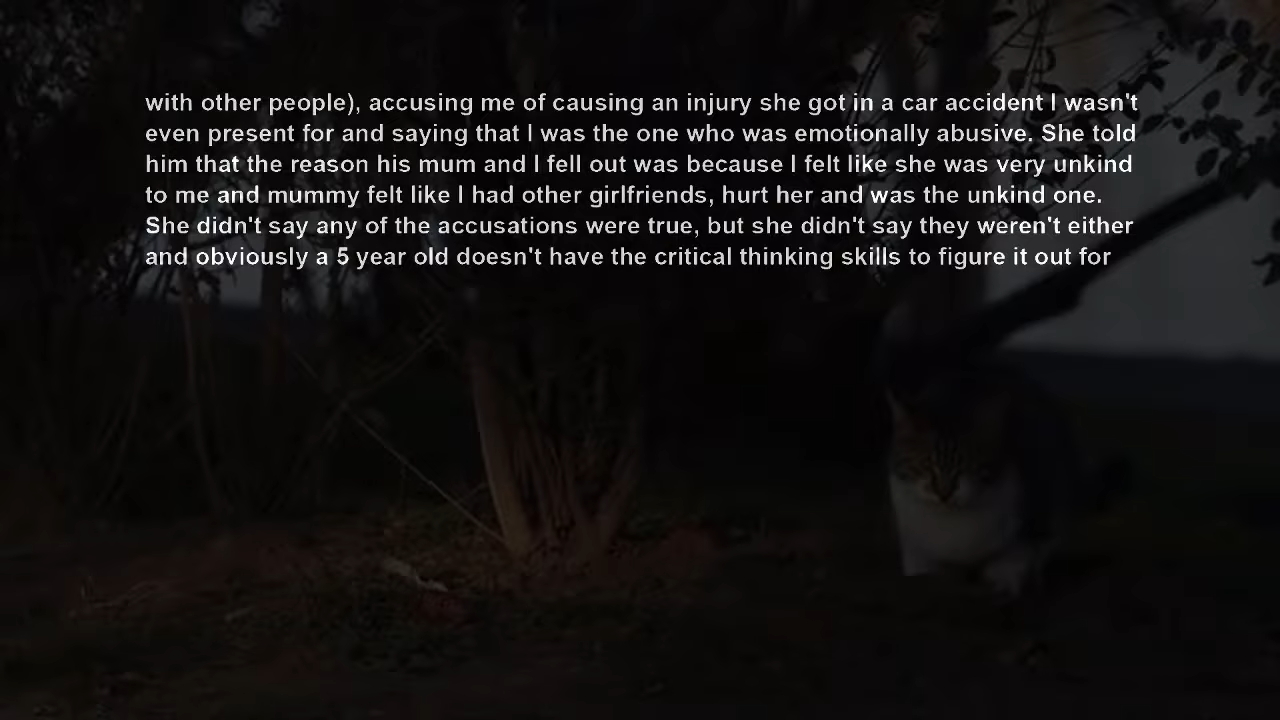 with other people), accusing me of causing an injury she got in a car accident I wasn't
even present for and saying that I was the one who was emotionally abusive. She told
him that the reason his mum and I fell out was because I felt like she was very unkind
to me and mummy felt like I had other girlfriends, hurt her and was the unkind one.
She didn't say any of the accusations were true, but she didn't say they weren't either
and obviously a 5 year old doesn't have the critical thinking skills to figure it out for